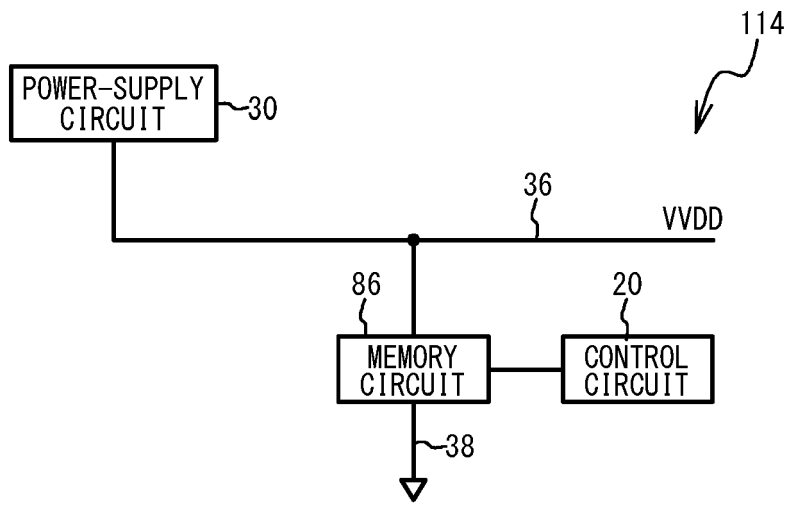 114
POWER-SUPPLY
CIRCUIT
30
36
VVDD
86
20
MEMORY
CIRCUIT
CONTROL
CIRCUIT
38